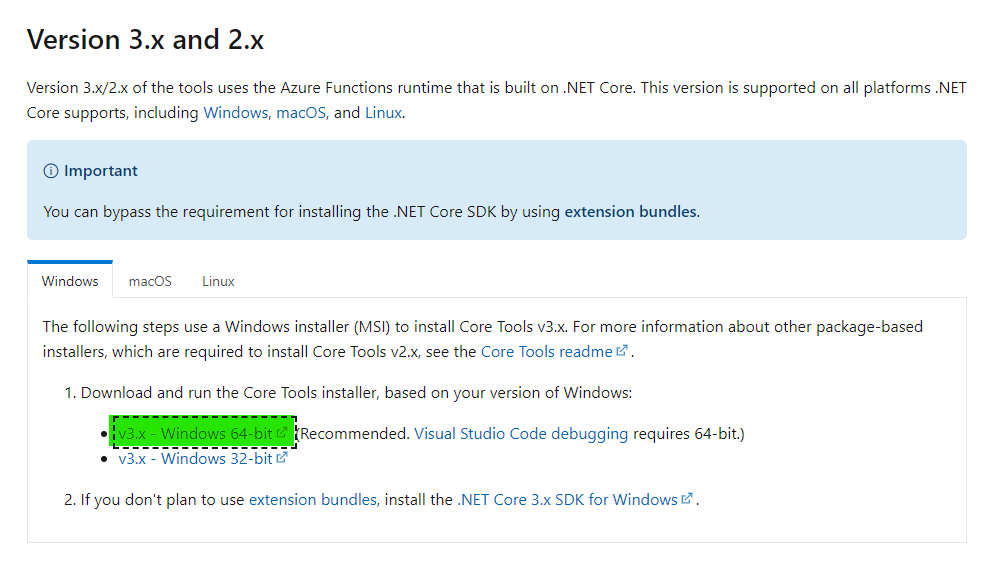 Version 3.x and 2.x
Version 3.x/2.x of the tools uses the Azure Functions runtime that is built on .NET Core. This version is supported on all platforms .NET
Core supports, including Windows, macOS, and Linux.
Important
You can bypass the requirement for installing the .NET Core SDK by using extension bundles.
Windows macOS Linux
The following steps use a Windows installer (MSI) to install Core Tools v3.x. For more information about other package-based
installers, which are required to install Core Tools v2.x, see the Core Tools readme.
1. Download and run the Core Tools installer, based on your version of Windows:
• v3.x - Windows 64-bit (Recommended. Visual Studio Code debugging requires 64-bit.)
• v3.x - Windows 32-bit
2. If you don't plan to use extension bundles, install the .NET Core 3.x SDK for Windows.